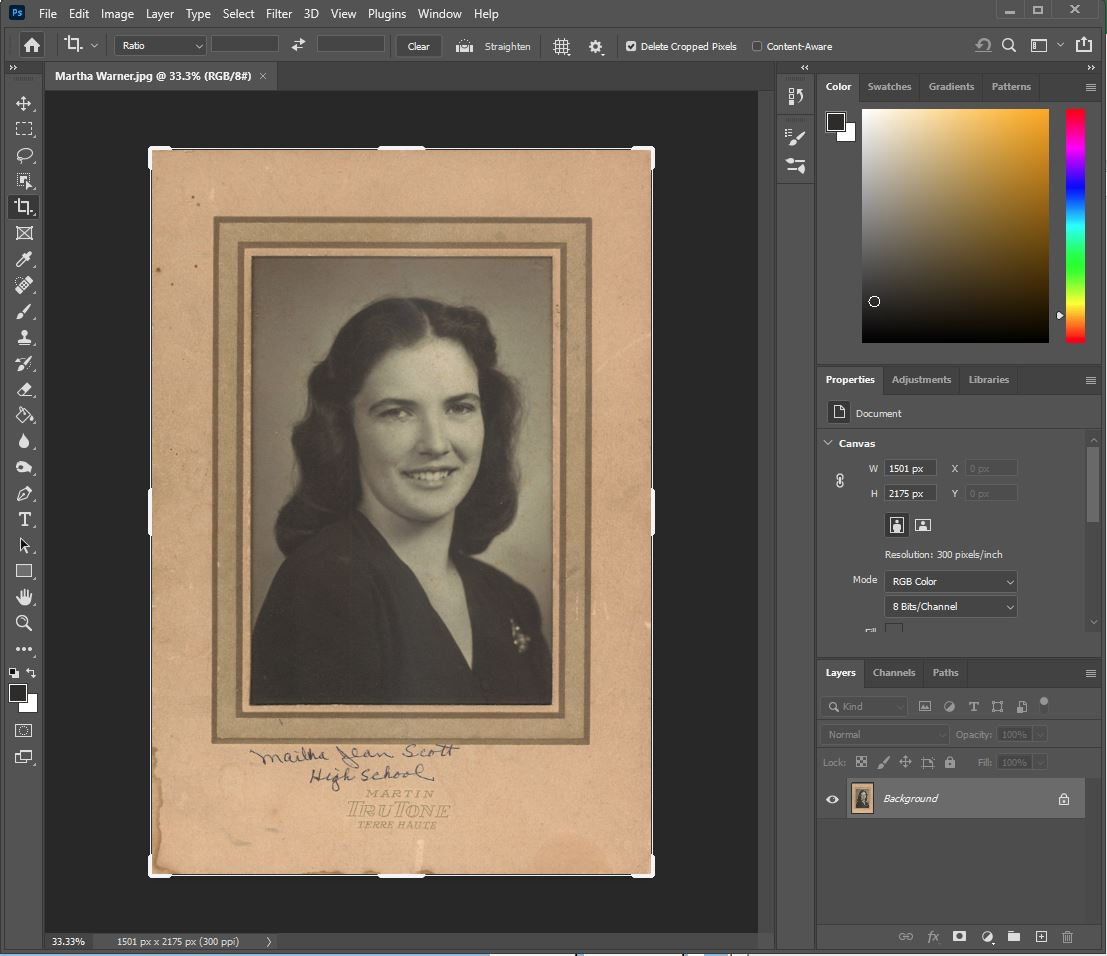 Ps File Edit Image Layer Type Select Filter 3D View Plugins Window Help
Ratio Clear Straighten Delete Cropped Pixels Content-Aware
Martha Warner.jpg @ 33.3% (RGB/8#) ×
Martha Jean Scott
High School
MARTIN
TRUTONE
TERRE HAUTE
33.33% 1501 px x 2175 px (300 ppi)
Color Swatches Gradients Patterns
Properties Adjustments Libraries
Document
Canvas
W 1501 px X 0 px
H 2175 px Y 0 px
Resolution: 300 pixels/inch
Mode RGB Color
8 Bits/Channel
Fill
Layers Channels Paths
Kind
Normal Opacity: 100%
Lock: Fill: 100%
Background
fx